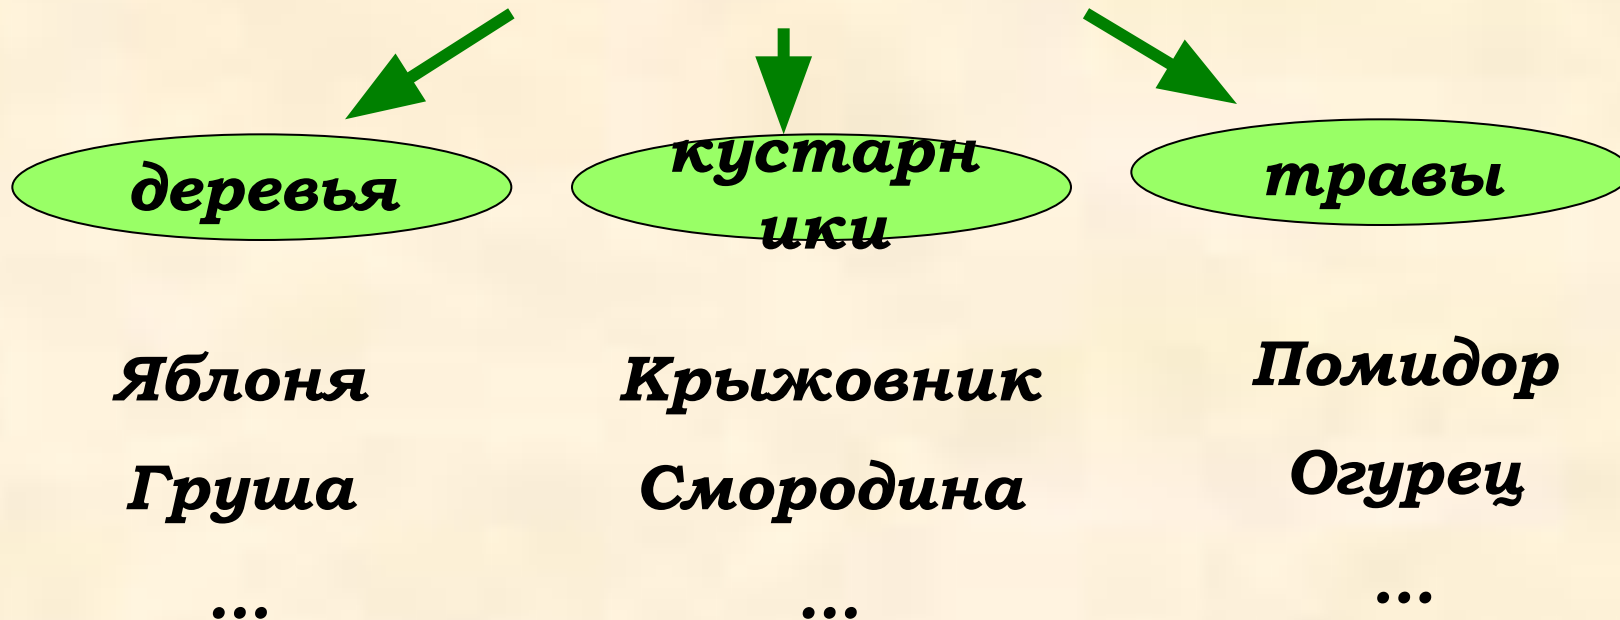 деревья
кустарн
ики
травы
Яблоня
Груша
...
Крыжовник
Смородина
...
Помидор
Огурец
...